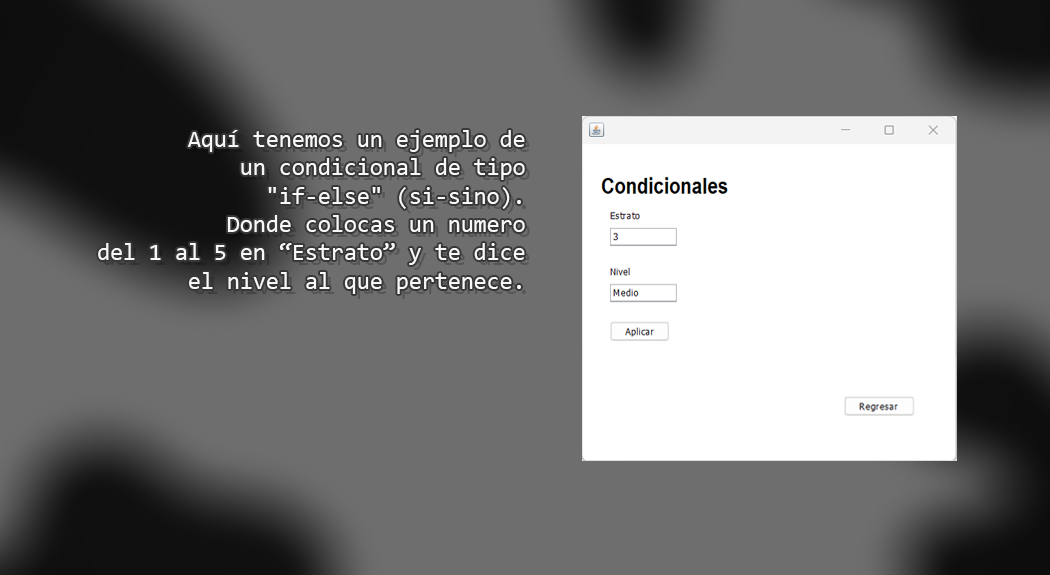 Aquí tenemos un ejemplo de
un condicional de tipo
"if-else" (si-sino).
Donde colocas un numero
del 1 al 5 en “Estrato” y te dice
el nivel al que pertenece.
Condicionales
Estrato
3
Nivel
Medio
Aplicar
Regresar